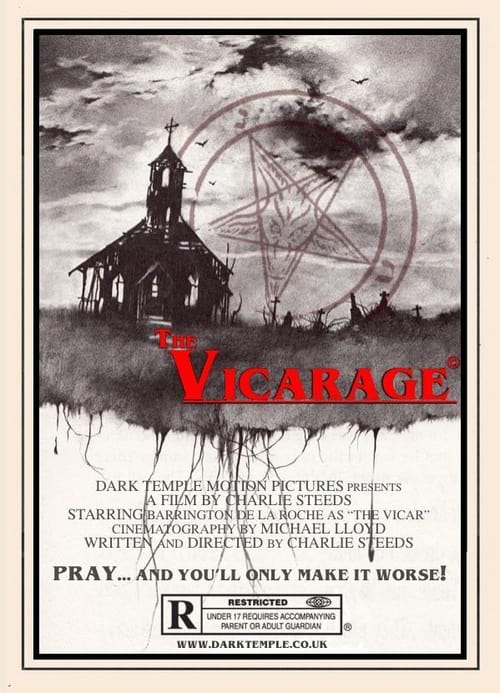 THE
VICARAGE©
DARK TEMPLE MOTION PICTURES PRESENTS
A FILM BY CHARLIE STEEDS
STARRING BARRINGTON DE LA ROCHE AS "THE VICAR"
CINEMATOGRAPHY BY MICHAEL LLOYD
WRITTEN AND DIRECTED BY CHARLIE STEEDS
PRAY... AND YOU'LL ONLY MAKE IT WORSE!
R
RESTRICTED
UNDER 17 REQUIRES ACCOMPANYING
PARENT OR ADULT GUARDIAN ®
WWW.DARKTEMPLE.CO.UK